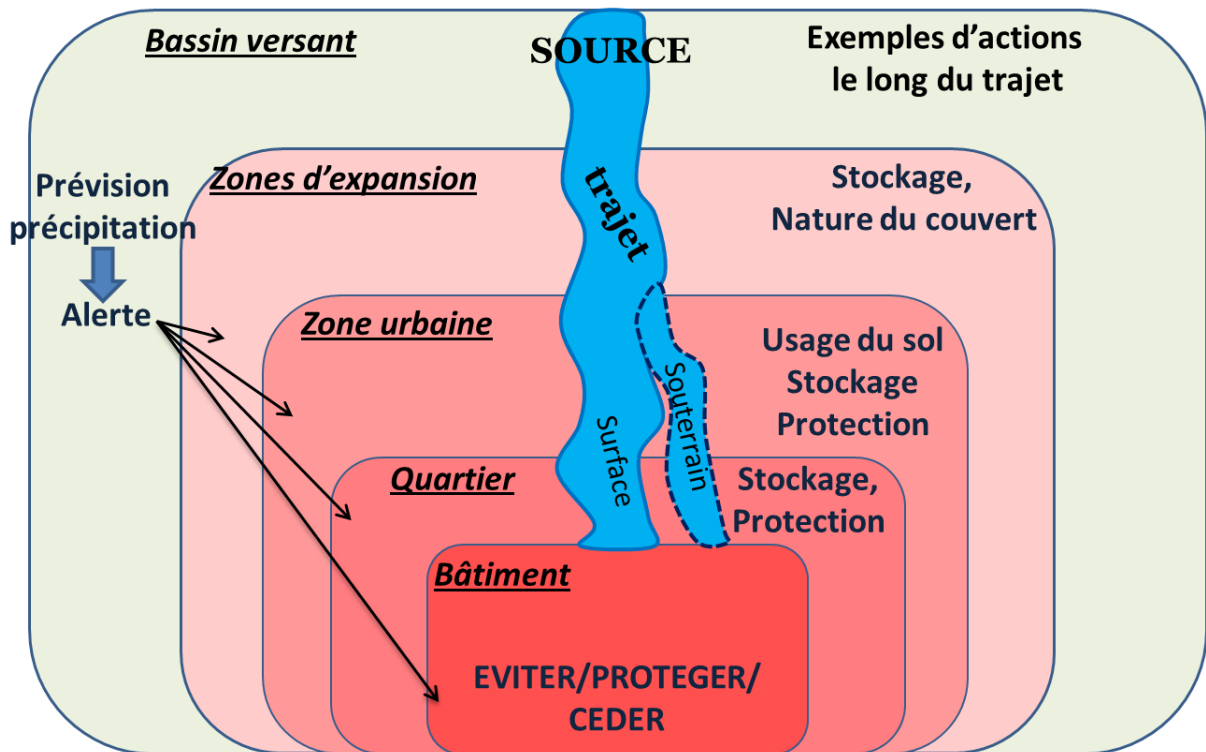 Bassin versant
SOURCE
Exemples d'actions
le long du trajet
Prévision
précipitation
Alerte
Zones d'expansion
trajet
Stockage,
Nature du couvert
Zone urbaine
Usage du sol
Stockage
Protection
Surface
Souterrain
Quartier
Stockage,
Protection
Bâtiment
EVITER/PROTEGER/
CEDER